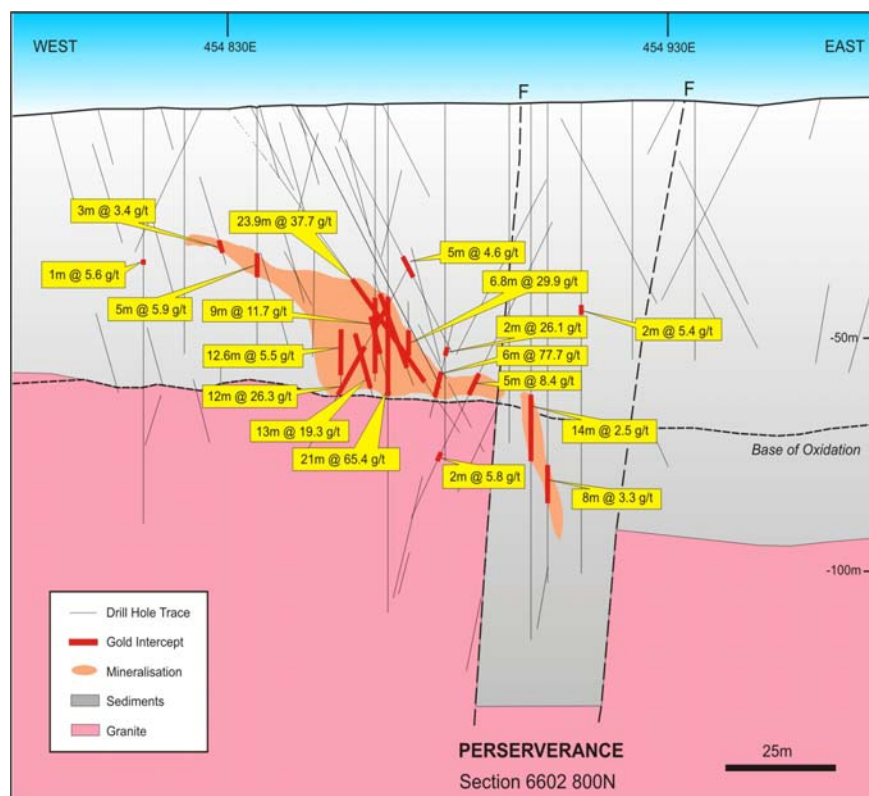 WEST
454 830E
454 930E
EAST
F
F
3m @ 3.4 g/t
23.9m @ 37.7 g/t
5m @ 4.6 g/t
1m @ 5.6 g/t
6.8m @ 29.9 g/t
5m @ 5.9 g/t
9m @ 11.7 g/t
2m @ 26.1 g/t
2m @ 5.4 g/t
-50m
12.6m @ 5.5 g/t
6m @ 77.7 g/t
5m @ 8.4 g/t
12m @ 26.3 g/t
13m @ 19.3 g/t
14m @ 2.5 g/t
21m @ 65.4 g/t
Base of Oxidation
2m @ 5.8 g/t
8m @ 3.3 g/t
-100m
Drill Hole Trace
Gold Intercept
Mineralisation
Sediments
Granite
PERSERVERANCE
Section 6602 800N
25m